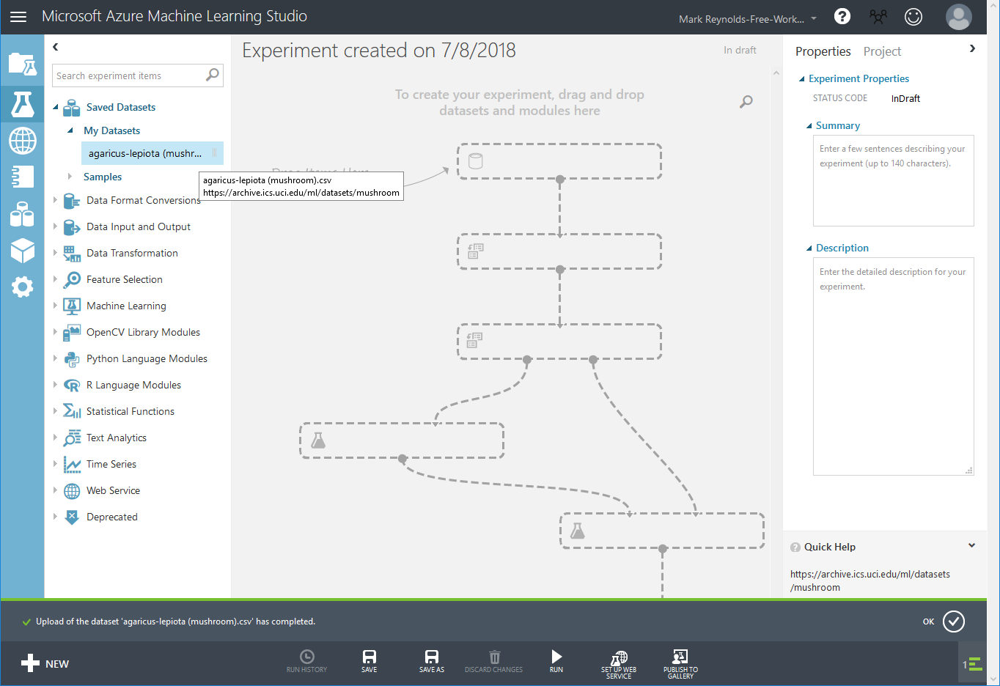 Microsoft Azure Machine Learning Studio
Mark Reynolds-Free-Work...
Search experiment items
Saved Datasets
My Datasets
agaricus-lepiota (mushr...
Samples
Data Format Conversions
Data Input and Output
Data Transformation
Feature Selection
Machine Learning
OpenCV Library Modules
Python Language Modules
R Language Modules
Statistical Functions
Text Analytics
Time Series
Web Service
Deprecated
agaricus-lepiota (mushroom).csv
https://archive.ics.uci.edu/ml/datasets/mushroom
Experiment created on 7/8/2018
In draft
To create your experiment, drag and drop
datasets and modules here
Drop Items Here
Properties
Project
Experiment Properties
STATUS CODE InDraft
Summary
Enter a few sentences describing your
experiment (up to 140 characters).
Description
Enter the detailed description for your
experiment.
Quick Help
https://archive.ics.uci.edu/ml/datasets
/mushroom
Upload of the dataset 'agaricus-lepiota (mushroom).csv' has completed.
OK
NEW
RUN HISTORY
SAVE
SAVE AS
DISCARD CHANGES
RUN
SET UP WEB
SERVICE
PUBLISH TO
GALLERY
1